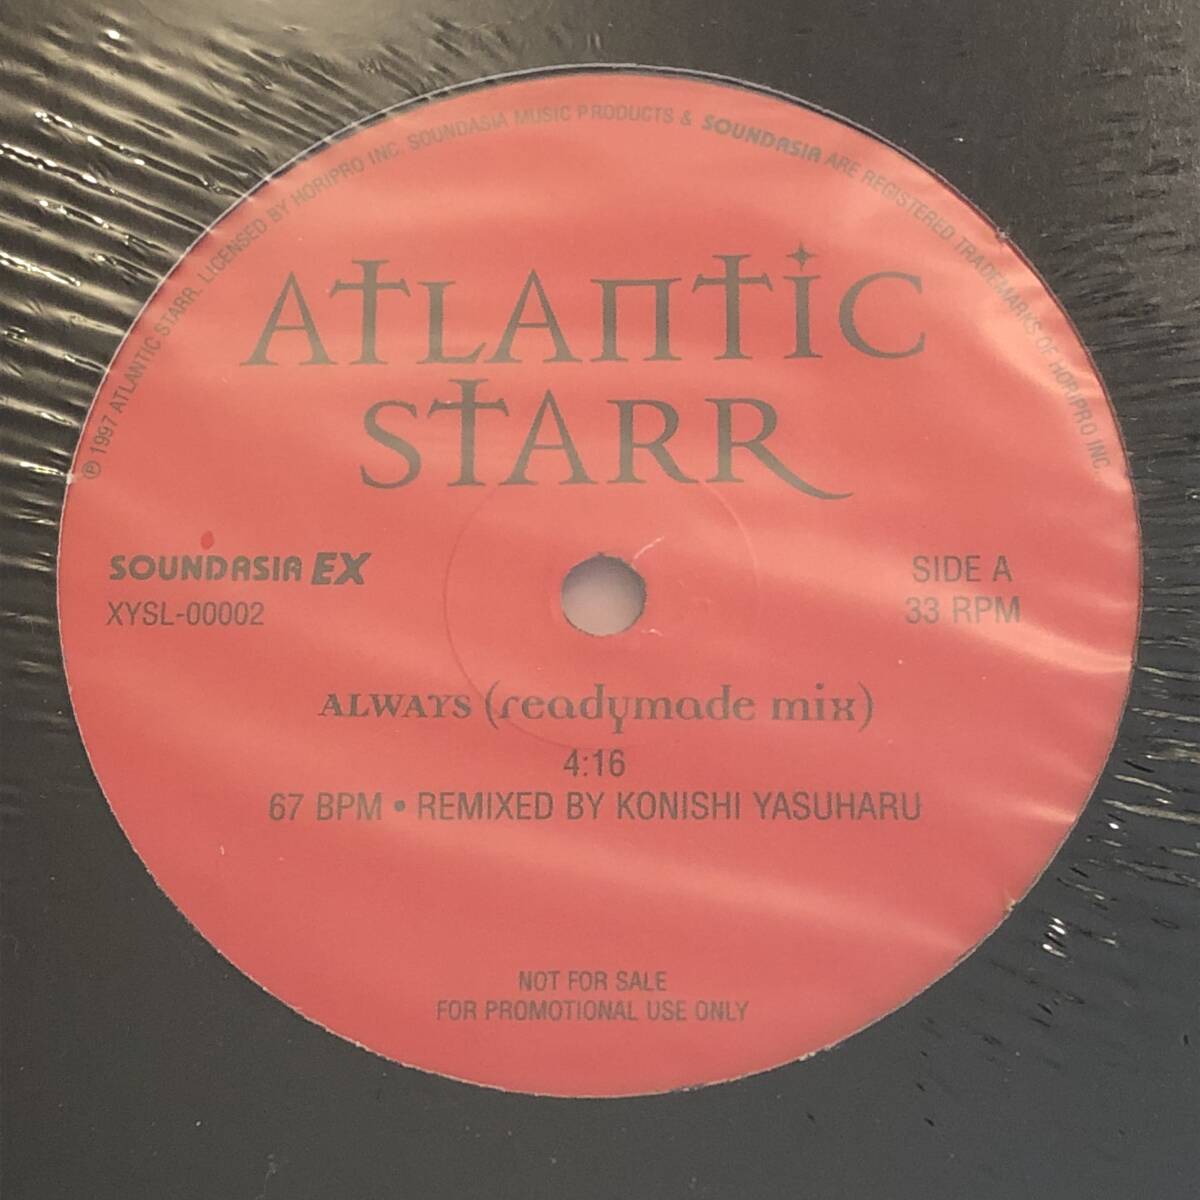 ℗ 1997 ATLANTIC STARR. LICENSED BY HORIPRO INC. SOUNDASIA MUSIC PRODUCTS & SOUNDASIA ARE REGISTERED TRADEMARKS OF HORIPRO INC.
ATLANTIC
STARR
SOUNDASIA EX
XYSL-00002
SIDE A
33 RPM
ALWAYS (readymade mix)
4:16
67 BPM • REMIXED BY KONISHI YASUHARU
NOT FOR SALE
FOR PROMOTIONAL USE ONLY